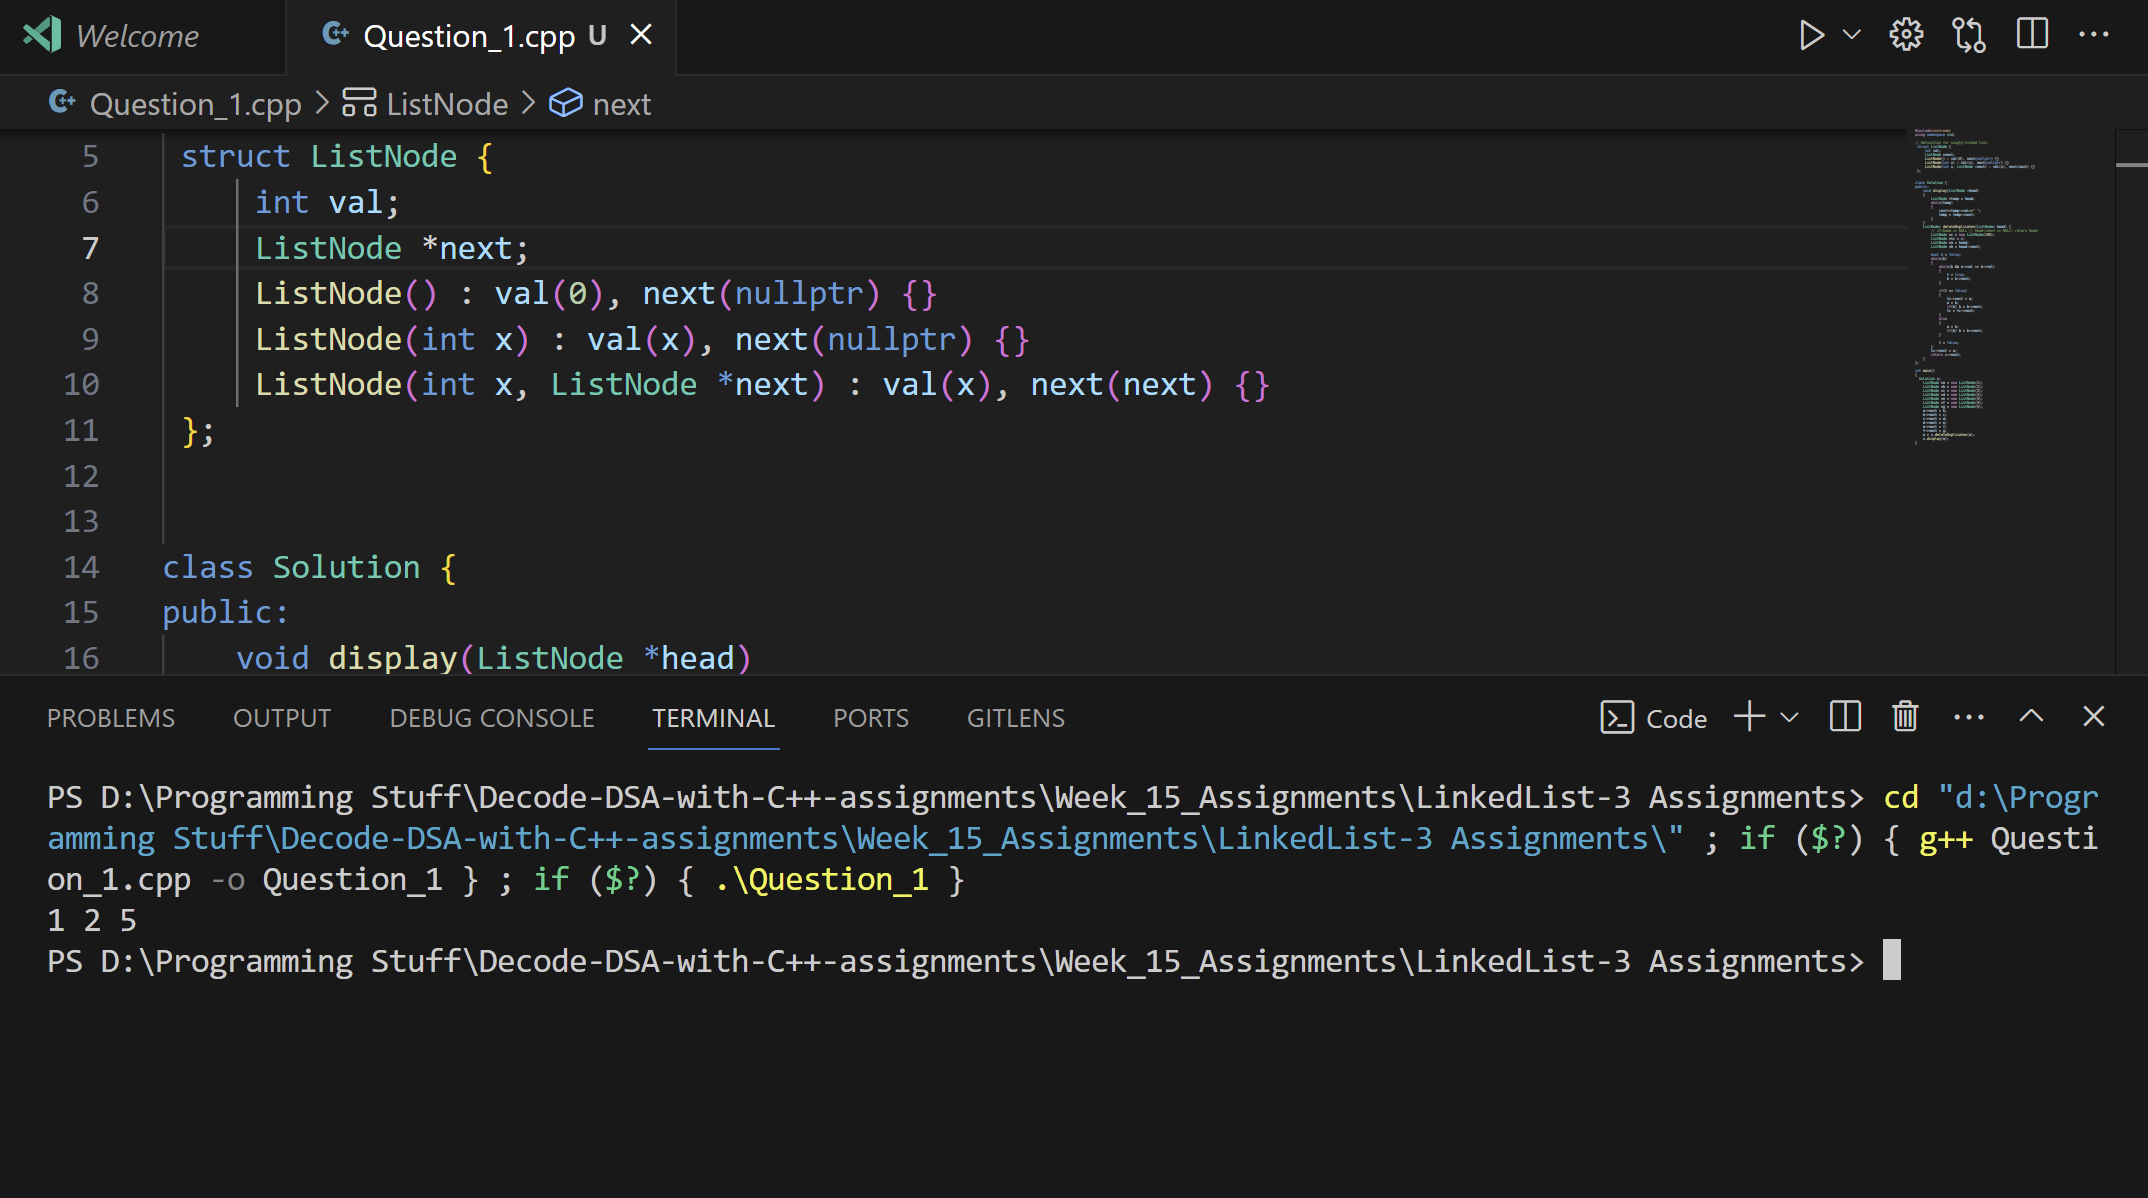 Welcome
Question_1.cpp U
Question_1.cpp > ListNode > next
5 struct ListNode {
6 int val;
7 ListNode *next;
8 ListNode() : val(0), next(nullptr) {}
9 ListNode(int x) : val(x), next(nullptr) {}
10 ListNode(int x, ListNode *next) : val(x), next(next) {}
11 };
12
13
14 class Solution {
15 public:
16 void display(ListNode *head)
PROBLEMS OUTPUT DEBUG CONSOLE TERMINAL PORTS GITLENS Code
PS D:\Programming Stuff\Decode-DSA-with-C++-assignments\Week_15_Assignments\LinkedList-3 Assignments> cd "d:\Progr
amming Stuff\Decode-DSA-with-C++-assignments\Week_15_Assignments\LinkedList-3 Assignments\" ; if ($?) { g++ Questi
on_1.cpp -o Question_1 } ; if ($?) { .\Question_1 }
1 2 5
PS D:\Programming Stuff\Decode-DSA-with-C++-assignments\Week_15_Assignments\LinkedList-3 Assignments>